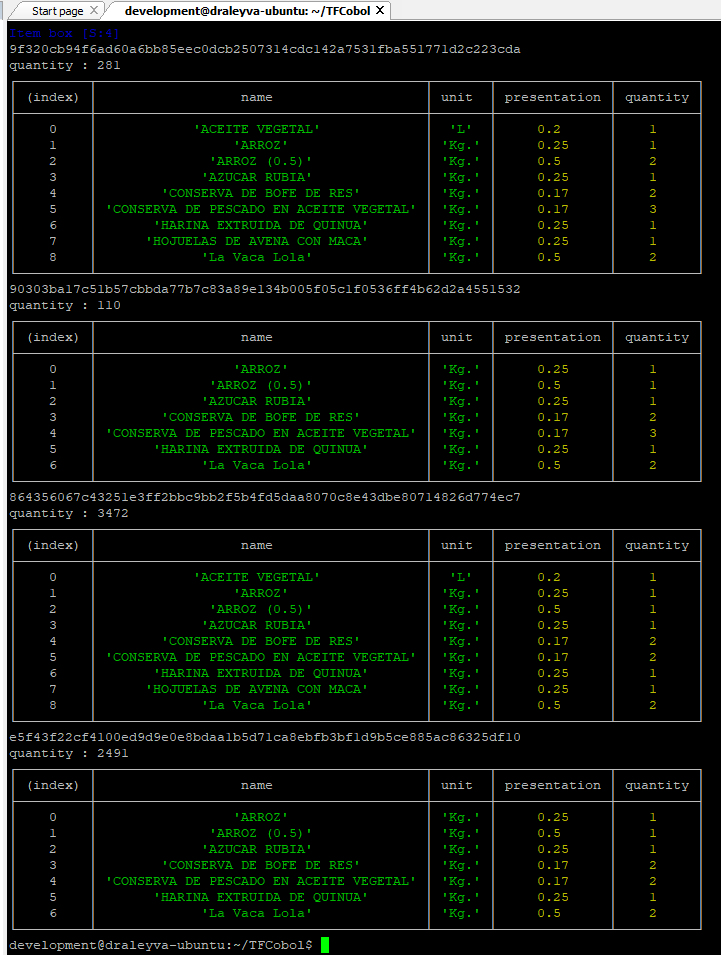 Start page
development@draleyva-ubuntu: ~/TFCobol
Item box [S:4]
9f320cb94f6ad60a6bb85eec0dcb2507314cdc142a7531fba551771d2c223cda
quantity : 281
(index) name unit presentation quantity
0 'ACEITE VEGETAL' 'L' 0.2 1
1 'ARROZ' 'Kg.' 0.25 1
2 'ARROZ (0.5)' 'Kg.' 0.5 2
3 'AZUCAR RUBIA' 'Kg.' 0.25 1
4 'CONSERVA DE BOFE DE RES' 'Kg.' 0.17 2
5 'CONSERVA DE PESCADO EN ACEITE VEGETAL' 'Kg.' 0.17 3
6 'HARINA EXTRUIDA DE QUINUA' 'Kg.' 0.25 1
7 'HOJUELAS DE AVENA CON MACA' 'Kg.' 0.25 1
8 'La Vaca Lola' 'Kg.' 0.5 2
90303ba17c51b57cbbda77b7c83a89e134b005f05c1f0536ff4b62d2a4551532
quantity : 110
(index) name unit presentation quantity
0 'ARROZ' 'Kg.' 0.25 1
1 'ARROZ (0.5)' 'Kg.' 0.5 1
2 'AZUCAR RUBIA' 'Kg.' 0.25 1
3 'CONSERVA DE BOFE DE RES' 'Kg.' 0.17 2
4 'CONSERVA DE PESCADO EN ACEITE VEGETAL' 'Kg.' 0.17 3
5 'HARINA EXTRUIDA DE QUINUA' 'Kg.' 0.25 1
6 'La Vaca Lola' 'Kg.' 0.5 2
864356067c43251e3ff2bbc9bb2f5b4fd5daa8070c8e43dbe80714826d774ec7
quantity : 3472
(index) name unit presentation quantity
0 'ACEITE VEGETAL' 'L' 0.2 1
1 'ARROZ' 'Kg.' 0.25 1
2 'ARROZ (0.5)' 'Kg.' 0.5 1
3 'AZUCAR RUBIA' 'Kg.' 0.25 1
4 'CONSERVA DE BOFE DE RES' 'Kg.' 0.17 2
5 'CONSERVA DE PESCADO EN ACEITE VEGETAL' 'Kg.' 0.17 2
6 'HARINA EXTRUIDA DE QUINUA' 'Kg.' 0.25 1
7 'HOJUELAS DE AVENA CON MACA' 'Kg.' 0.25 1
8 'La Vaca Lola' 'Kg.' 0.5 2
e5f43f22cf4100ed9d9e0e8bdaa1b5d71ca8ebfb3bf1d9b5ce885ac86325df10
quantity : 2491
(index) name unit presentation quantity
0 'ARROZ' 'Kg.' 0.25 1
1 'ARROZ (0.5)' 'Kg.' 0.5 1
2 'AZUCAR RUBIA' 'Kg.' 0.25 1
3 'CONSERVA DE BOFE DE RES' 'Kg.' 0.17 2
4 'CONSERVA DE PESCADO EN ACEITE VEGETAL' 'Kg.' 0.17 2
5 'HARINA EXTRUIDA DE QUINUA' 'Kg.' 0.25 1
6 'La Vaca Lola' 'Kg.' 0.5 2
development@draleyva-ubuntu:~/TFCobol$